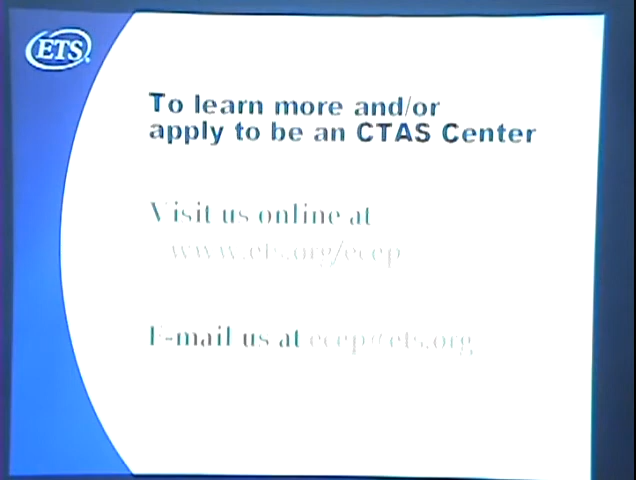 ETS
To learn more and/or
apply to be an CTAS Center
Visit us online at
www.ets.org/ecep
E-mail us at ecep@ets.org